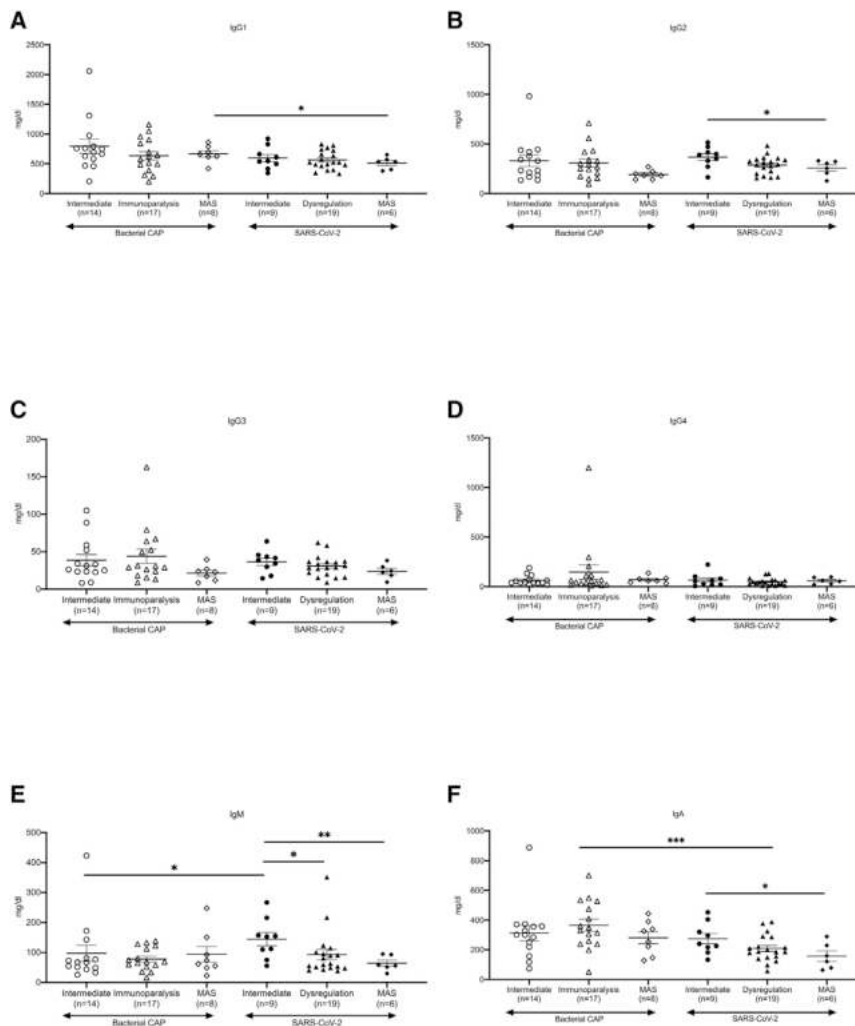 A
IgG1
mg/dl
2500
2000
1500
1000
500
0
*
Intermediate Immunoparalysis MAS Intermediate Dysregulation MAS
(n=14) (n=17) (n=8) (n=9) (n=19) (n=6)
Bacterial CAP SARS-CoV-2
B
IgG2
mg/dl
1500
1000
500
0
*
Intermediate Immunoparalysis MAS Intermediate Dysregulation MAS
(n=14) (n=17) (n=8) (n=9) (n=19) (n=6)
Bacterial CAP SARS-CoV-2
C
IgG3
mg/dl
200
150
100
50
0
Intermediate Immunoparalysis MAS Intermediate Dysregulation MAS
(n=14) (n=17) (n=8) (n=9) (n=19) (n=6)
Bacterial CAP SARS-CoV-2
D
IgG4
mg/dl
1500
1000
500
0
Intermediate Immunoparalysis MAS Intermediate Dysregulation MAS
(n=14) (n=17) (n=8) (n=9) (n=19) (n=6)
Bacterial CAP SARS-CoV-2
E
IgM
mg/dl
500
400
300
200
100
0
**
*
*
Intermediate Immunoparalysis MAS Intermediate Dysregulation MAS
(n=14) (n=17) (n=8) (n=9) (n=19) (n=6)
Bacterial CAP SARS-CoV-2
F
IgA
mg/dl
1000
800
600
400
200
0
***
*
Intermediate Immunoparalysis MAS Intermediate Dysregulation MAS
(n=14) (n=17) (n=8) (n=9) (n=19) (n=6)
Bacterial CAP SARS-CoV-2